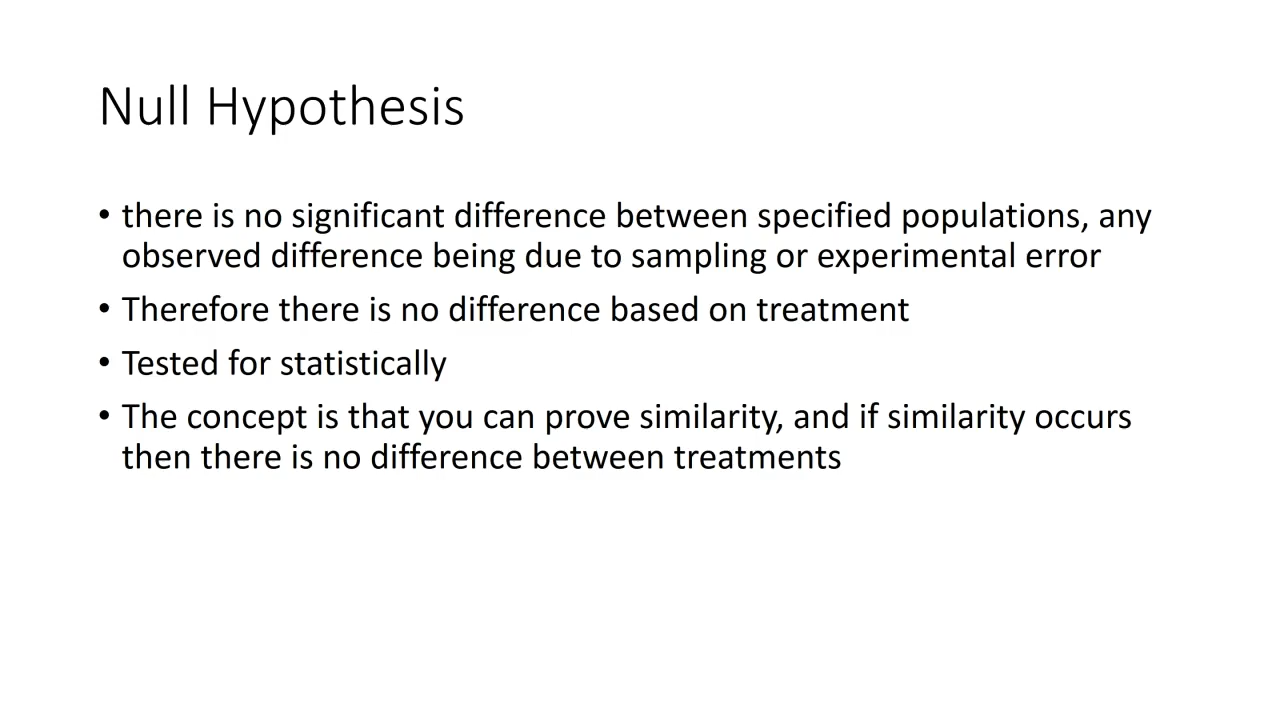 Null Hypothesis
• there is no significant difference between specified populations, any
observed difference being due to sampling or experimental error
• Therefore there is no difference based on treatment
• Tested for statistically
• The concept is that you can prove similarity, and if similarity occurs
then there is no difference between treatments